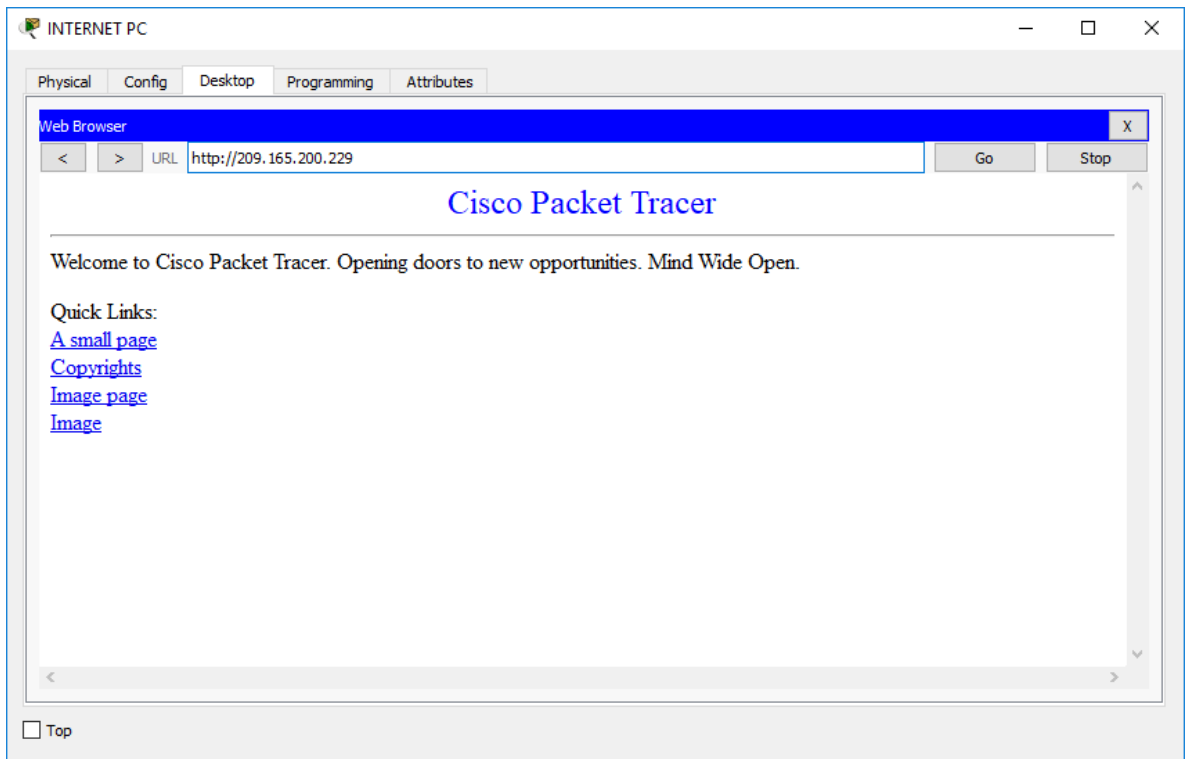 INTERNET PC
Physical Config Desktop Programming Attributes
Web Browser X
< > URL http://209.165.200.229 Go Stop
Cisco Packet Tracer
Welcome to Cisco Packet Tracer. Opening doors to new opportunities. Mind Wide Open.
Quick Links:
A small page
Copyrights
Image page
Image
Top